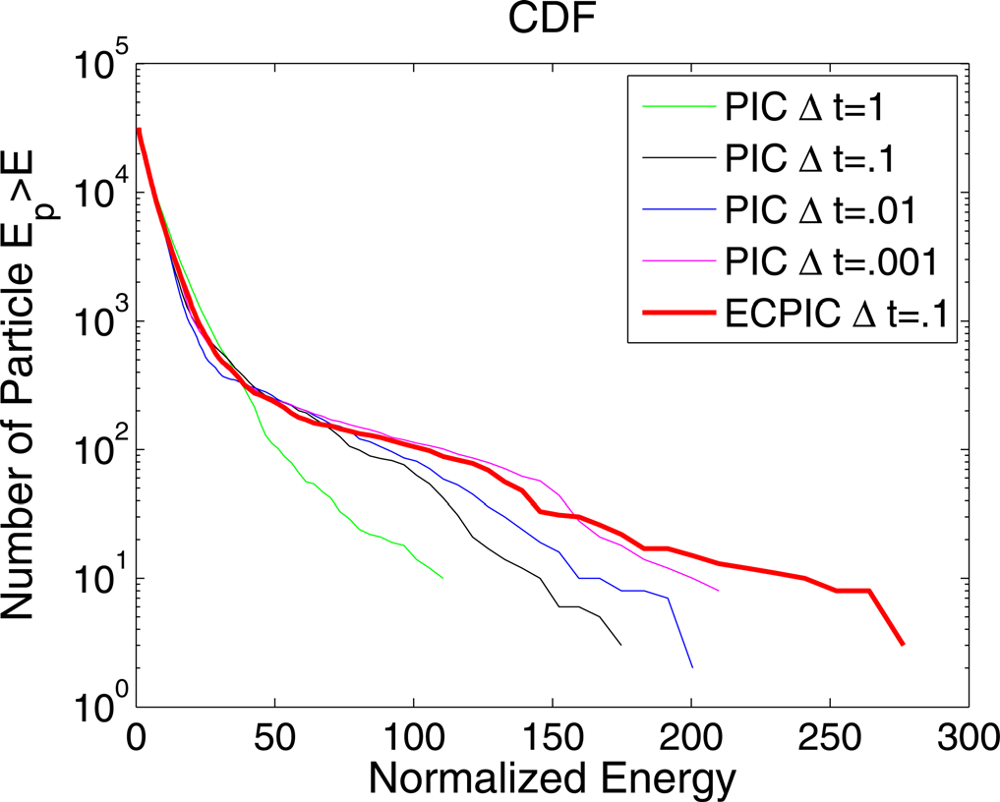 CDF
10^5
10^4
10^3
10^2
10^1
10^0
Number of Particle E_p>E
PIC Δ t=1
PIC Δ t=.1
PIC Δ t=.01
PIC Δ t=.001
ECPIC Δ t=.1
0 50 100 150 200 250 300
Normalized Energy